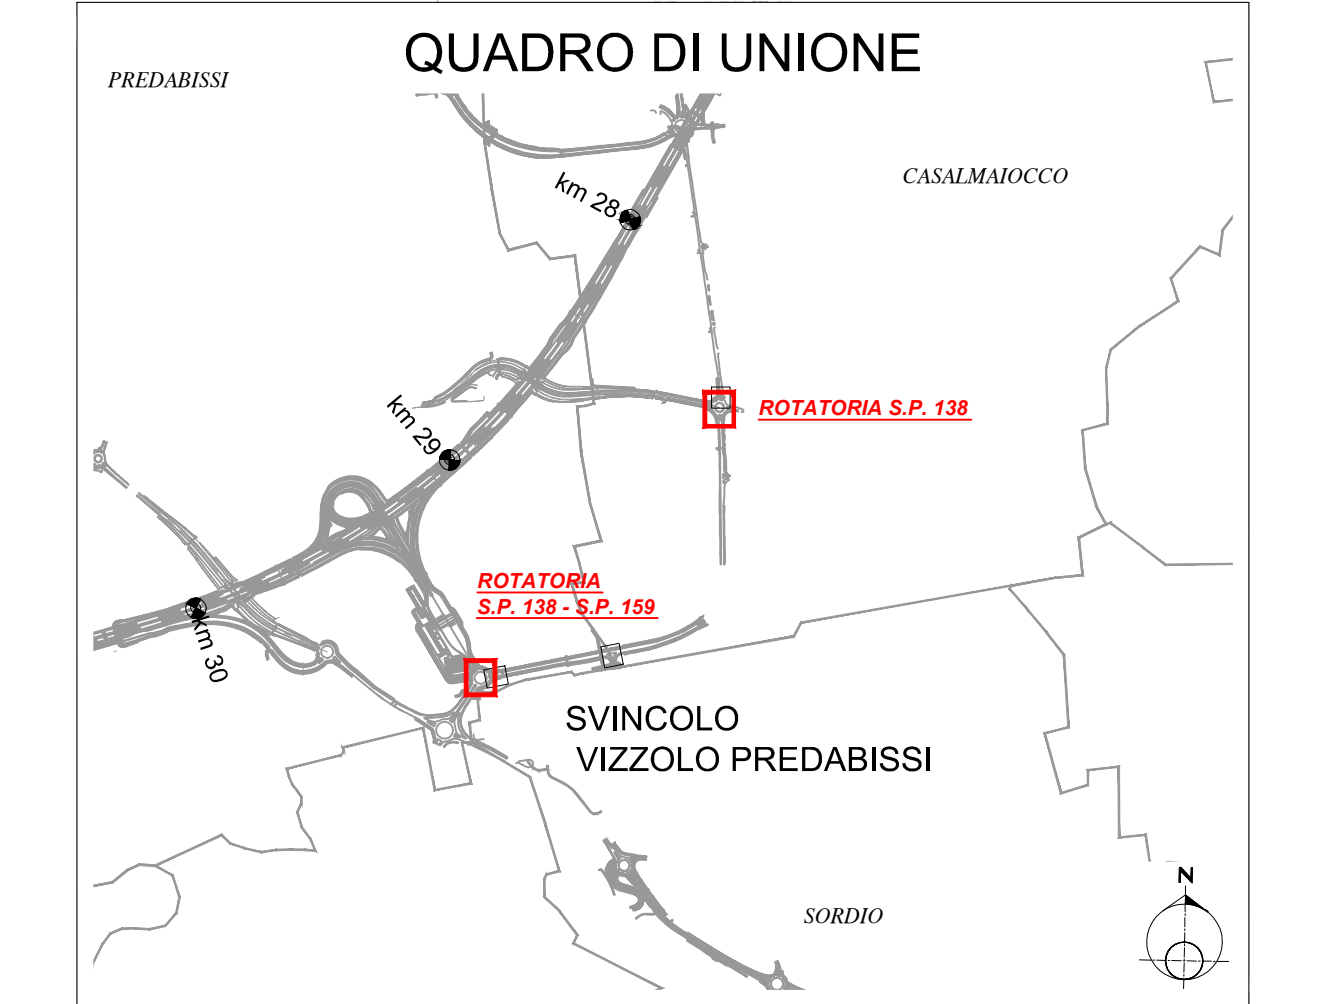 QUADRO DI UNIONE
PREDABISSI
CASALMAIOCCO
km 28
km 29
ROTATORIA S.P. 138
ROTATORIA
S.P. 138 - S.P. 159
km 30
SVINCOLO
VIZZOLO PREDABISSI
N
SORDIO